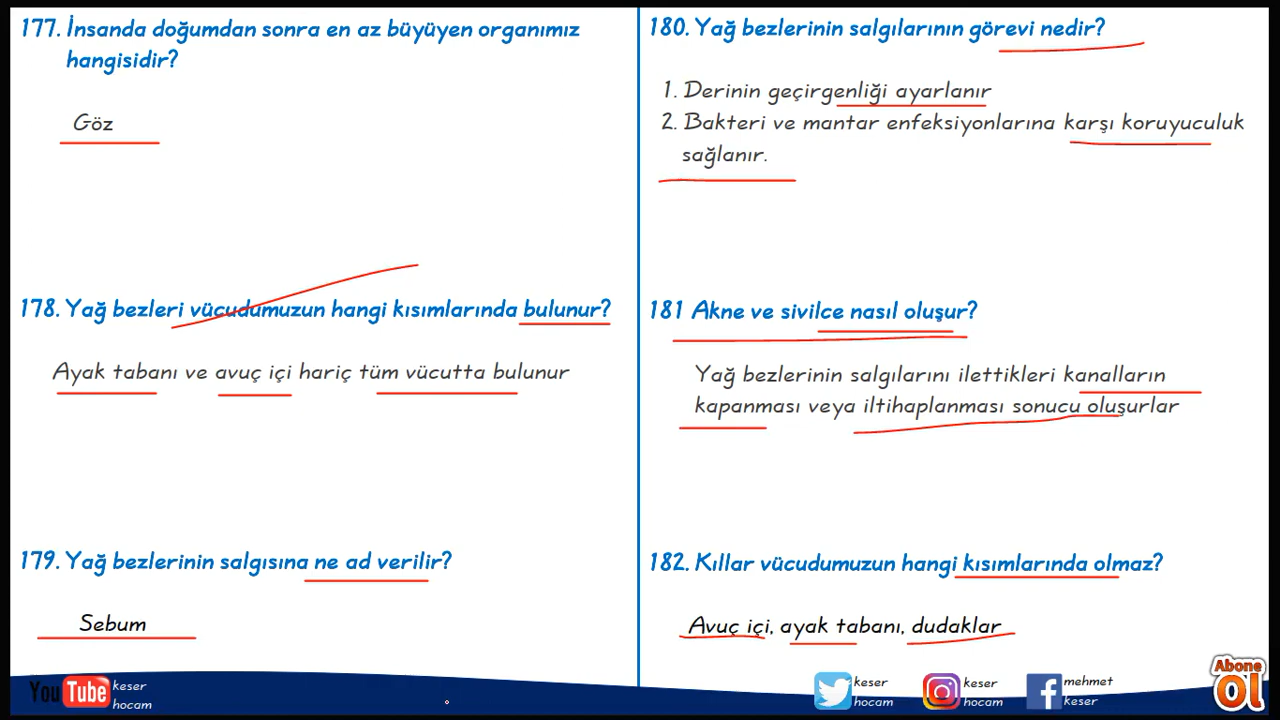 177. İnsanda doğumdan sonra en az büyüyen organımız
hangisidir?
Göz
178. Yağ bezleri vücudumuzun hangi kısımlarında bulunur?
Ayak tabanı ve avuç içi hariç tüm vücutta bulunur
179. Yağ bezlerinin salgısına ne ad verilir?
Sebum
180. Yağ bezlerinin salgılarının görevi nedir?
1. Derinin geçirgenliği ayarlanır
2. Bakteri ve mantar enfeksiyonlarına karşı koruyuculuk
sağlanır.
181 Akne ve sivilce nasıl oluşur?
Yağ bezlerinin salgılarını ilettikleri kanalların
kapanması veya iltihaplanması sonucu oluşurlar
182. Kıllar vücudumuzun hangi kısımlarında olmaz?
Avuç içi, ayak tabanı, dudaklar
YouTube keser
hocam
keser
hocam
keser
hocam
mehmet
keser
Abone
OL